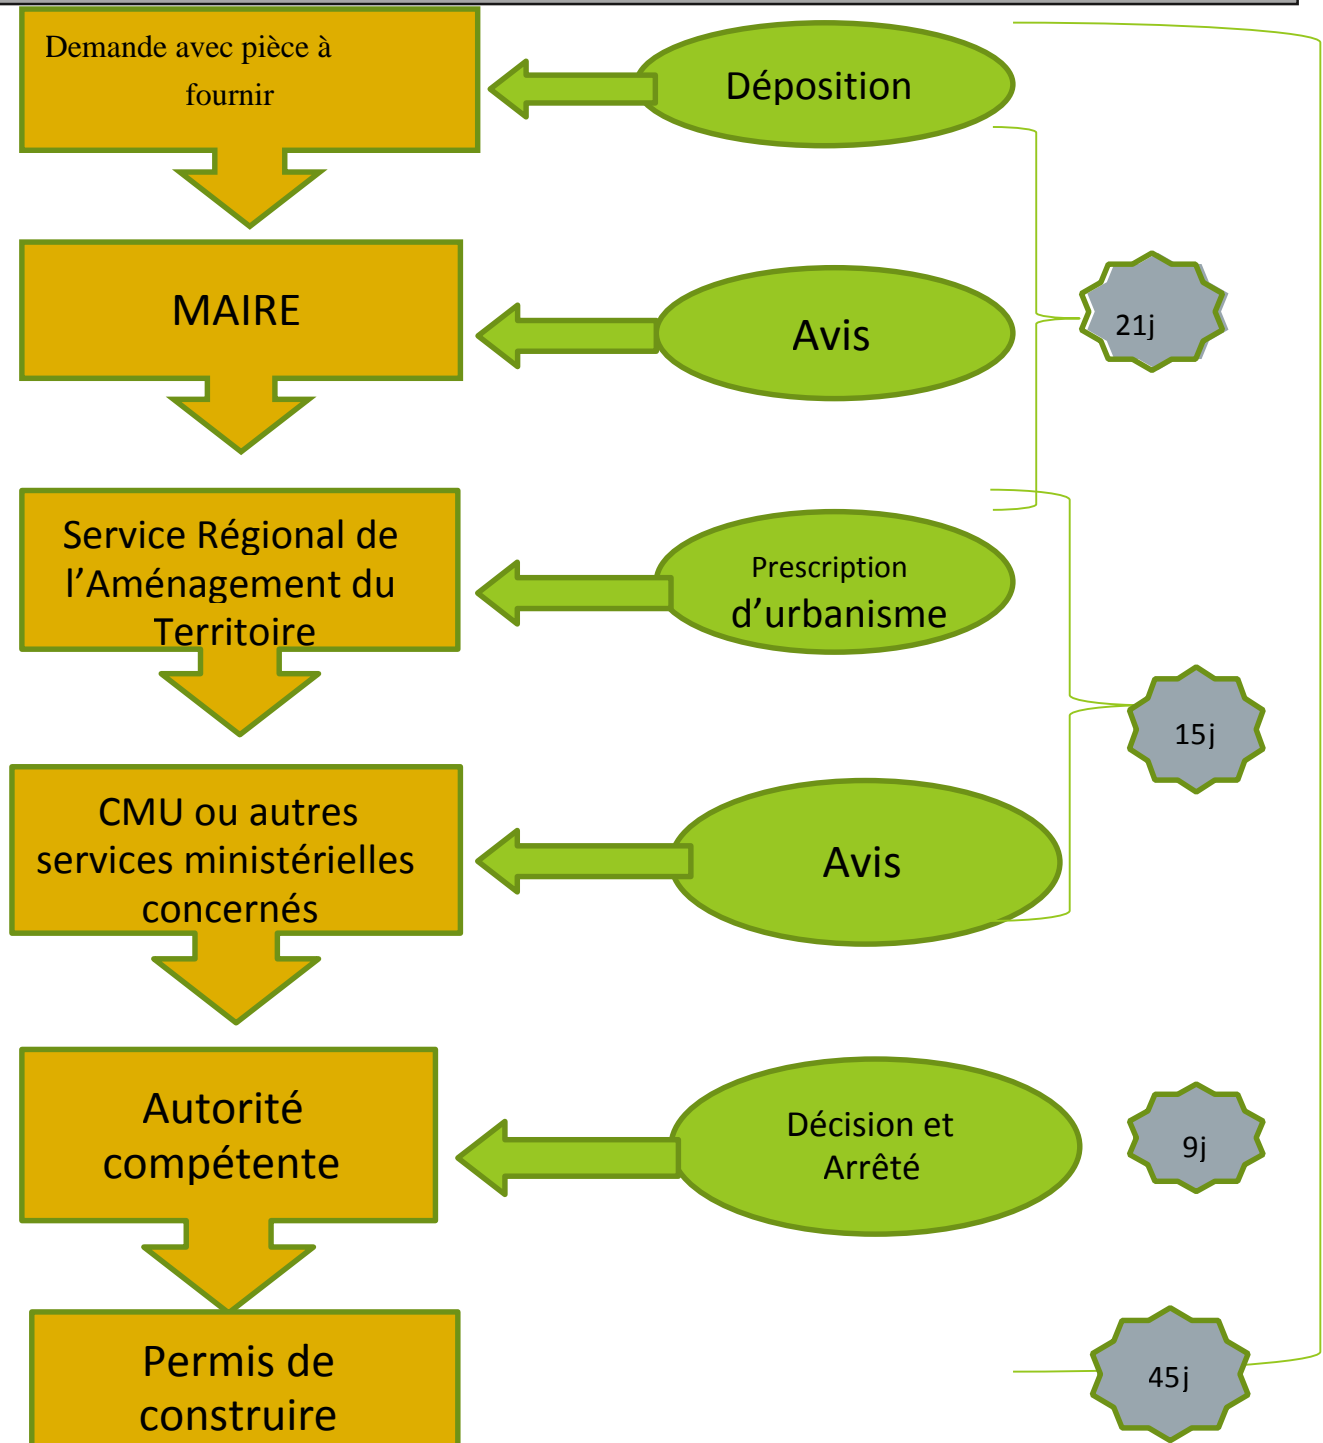 Demande avec pièce à
fournir
Déposition
MAIRE
Avis
21j
Service Régional de
l’Aménagement du
Territoire
Prescription
d’urbanisme
15j
CMU ou autres
services ministérielles
concernés
Avis
Autorité
compétente
Décision et
Arrêté
9j
Permis de
construire
45j